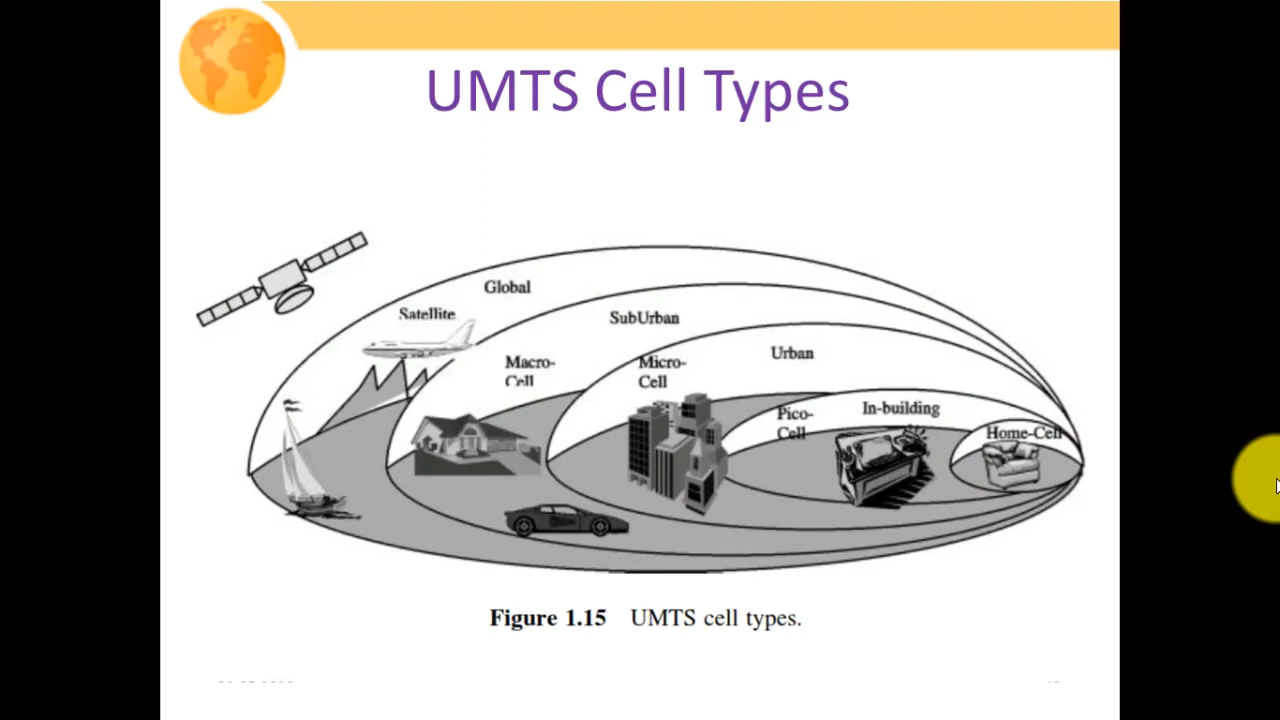 UMTS Cell Types
Global
Satellite
SubUrban
Macro-
Cell
Micro-
Cell
Urban
Pico-
Cell
In-building
Home-Cell
Figure 1.15 UMTS cell types.